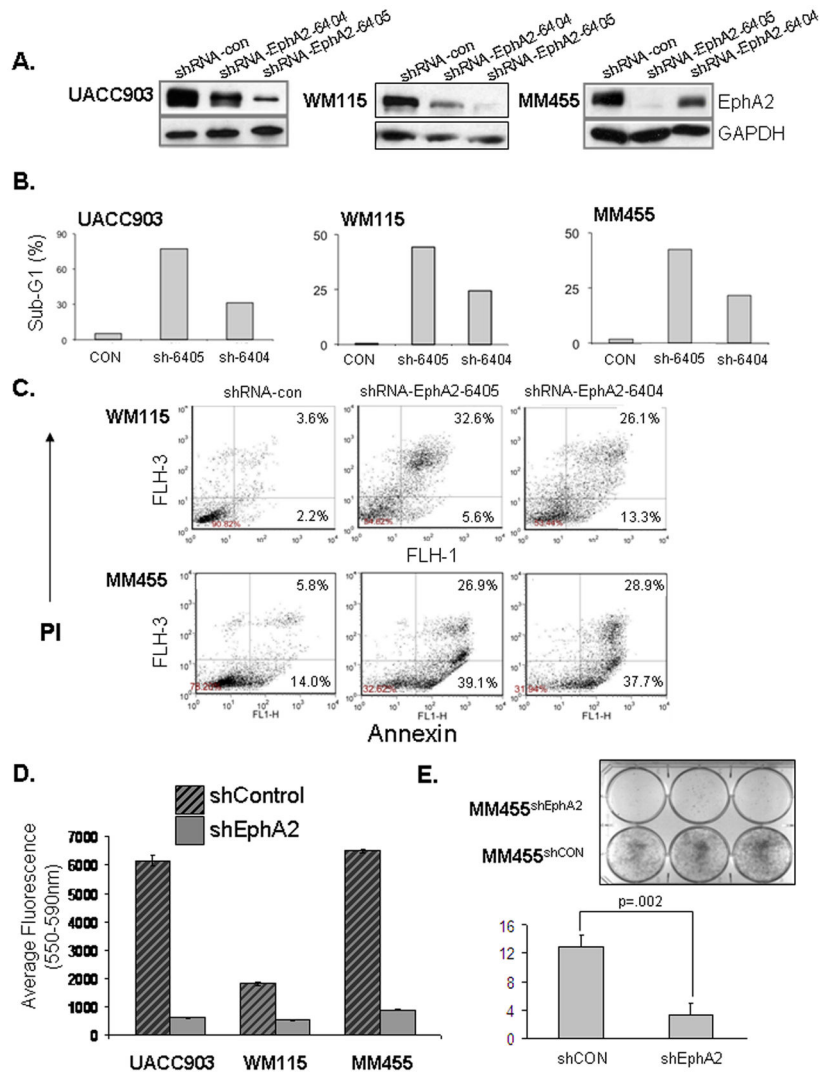 A.
shRNA-con
shRNA-EphA2-6404
shRNA-EphA2-6405
UACC903
shRNA-con
shRNA-EphA2-6404
shRNA-EphA2-6405
WM115
shRNA-con
shRNA-EphA2-6405
shRNA-EphA2-6404
MM455
EphA2
GAPDH
B.
UACC903
WM115
MM455
Sub-G1 (%)
90
60
30
0
CON sh-6405 sh-6404
50
25
0
CON sh-6405 sh-6404
50
25
0
CON sh-6405 sh-6404
C.
shRNA-con shRNA-EphA2-6405 shRNA-EphA2-6404
WM115
3.6% 32.6% 26.1%
FLH-3
2.2% 5.6% 13.3%
90.82%
FLH-1
MM455
5.8% 26.9% 28.9%
FLH-3
14.0% 39.1% 37.7%
32.62% 31.94%
FL1-H FL1-H FL1-H
PI
Annexin
D.
shControl
shEphA2
Average Fluorescence
(550-590nm)
7000
6000
5000
4000
3000
2000
1000
0
UACC903 WM115 MM455
E.
MM455shEphA2
MM455shCON
p=.002
16
12
8
4
0
shCON shEphA2